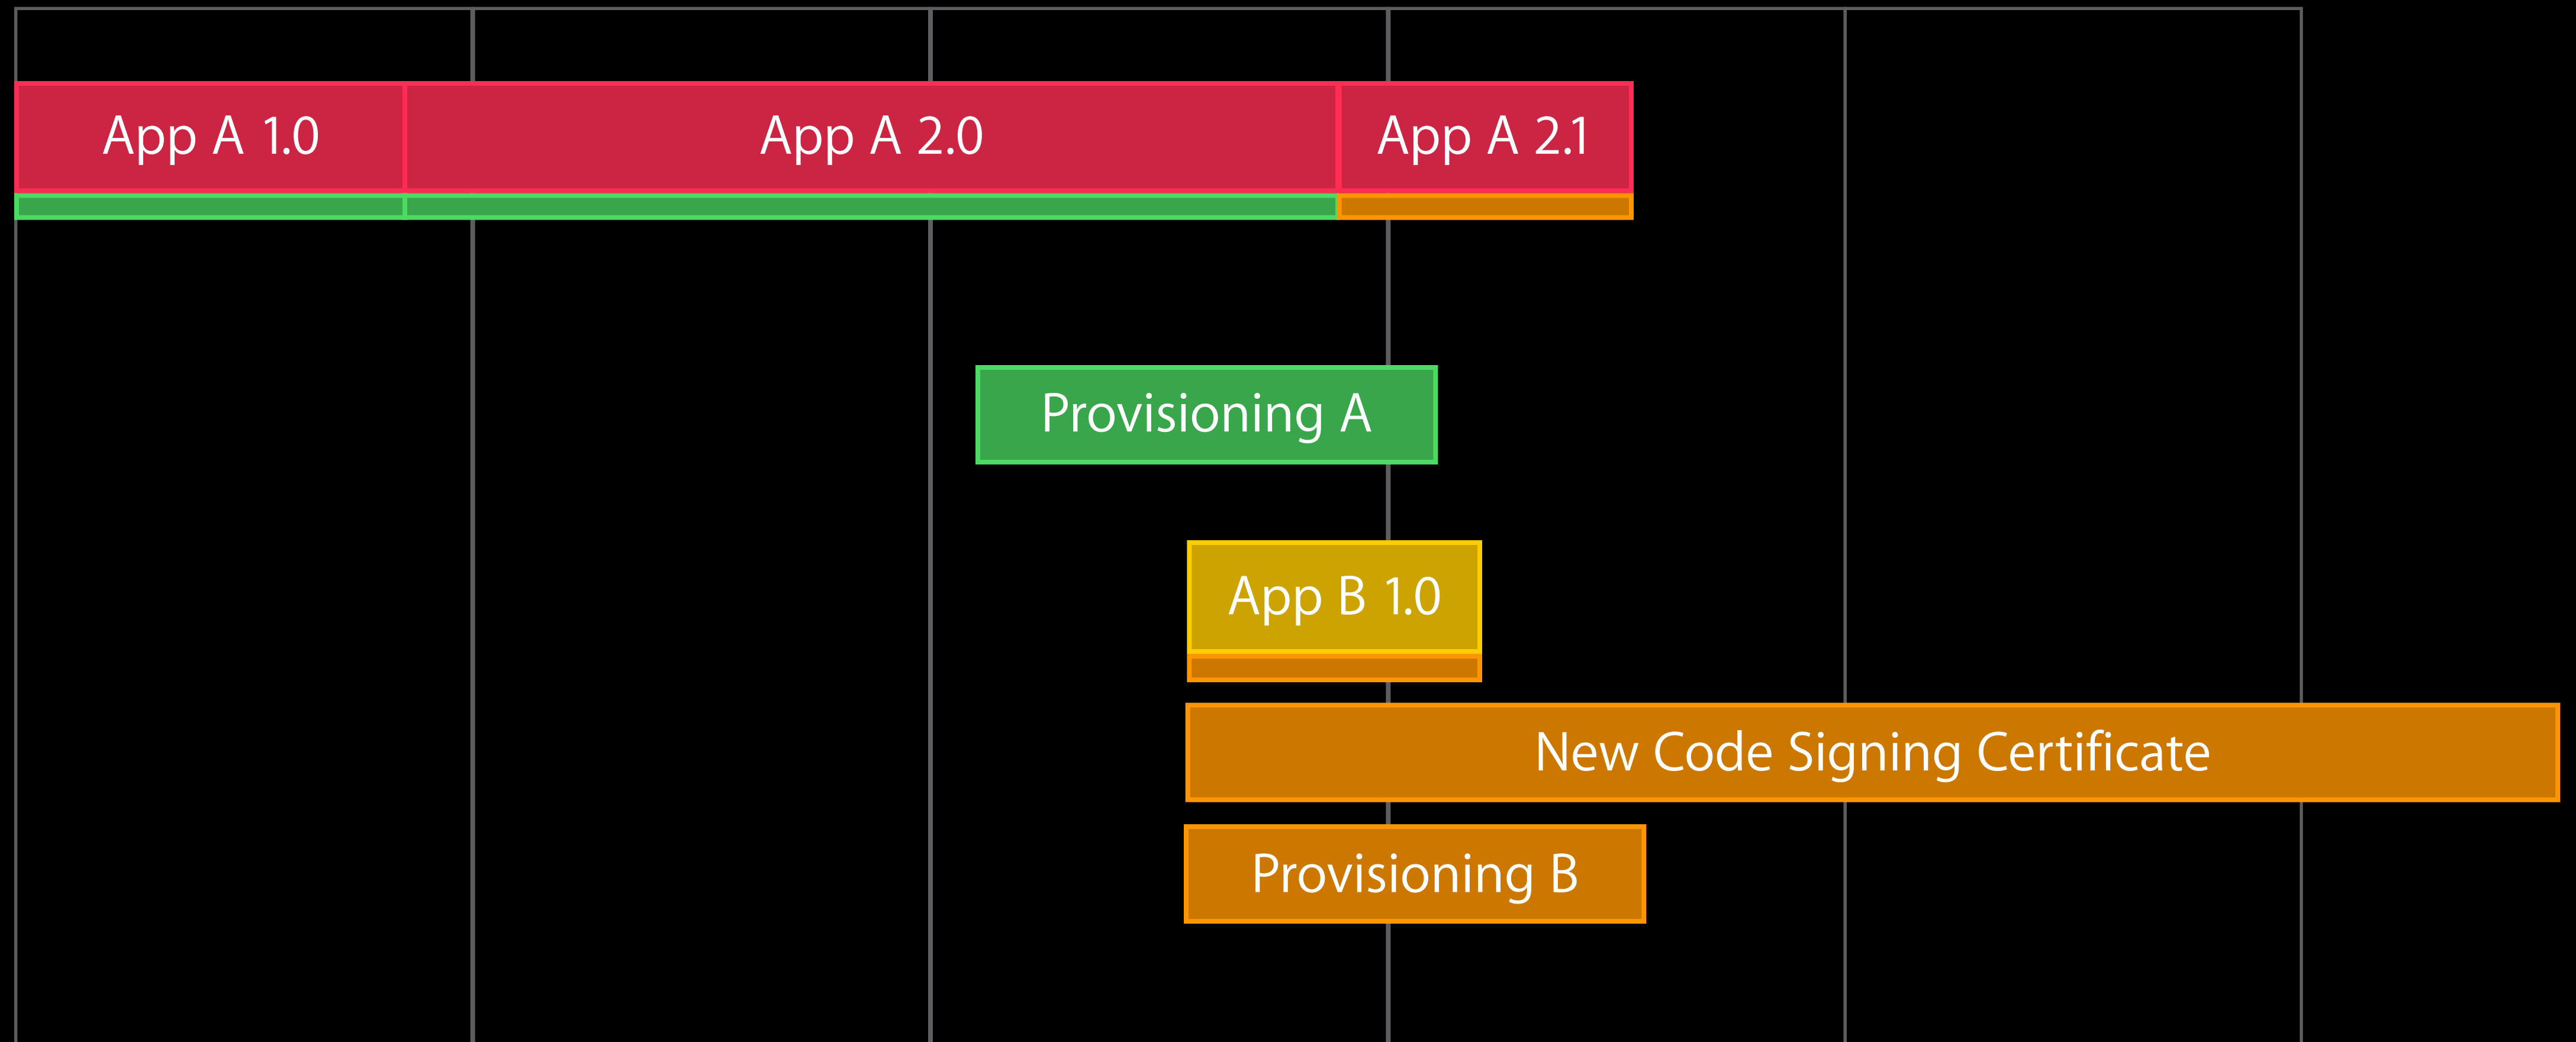 App A 1.0
App A 2.0
App A 2.1
Provisioning A
App B 1.0
New Code Signing Certificate
Provisioning B